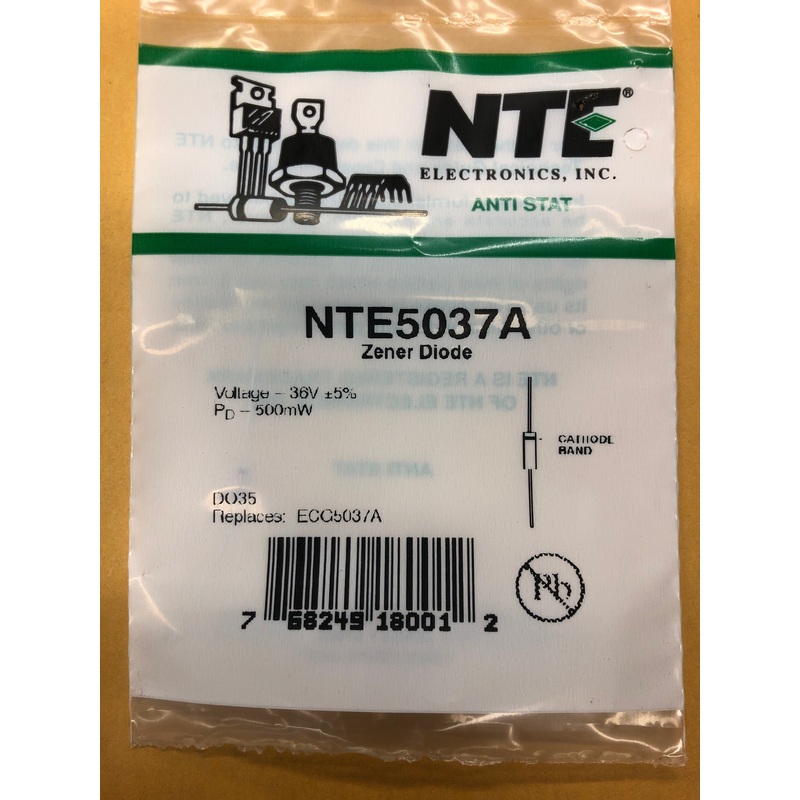 NTE®
ELECTRONICS, INC.
ANTI STAT
NTE5037A
Zener Diode
Voltage – 36V ±5%
PD – 500mW
CATHODE
BAND
DO35
Replaces: ECG5037A
Pb
7 68249 18001 2